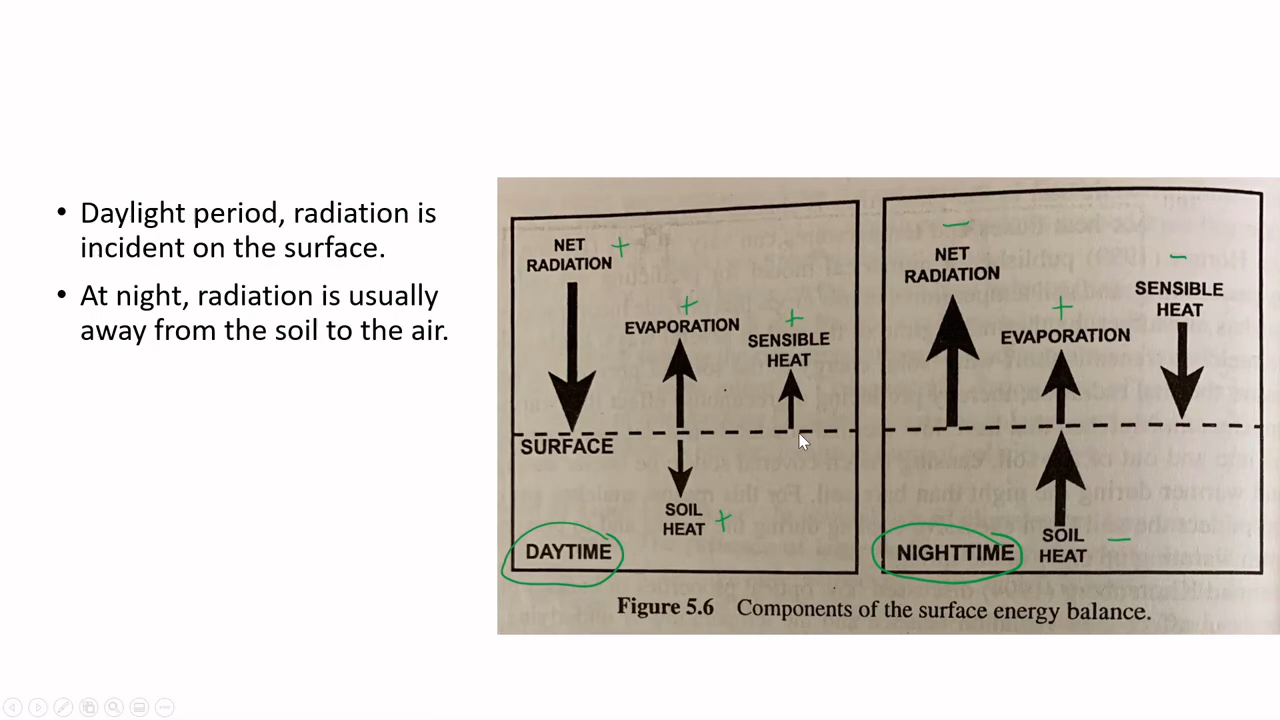 • Daylight period, radiation is
incident on the surface.
• At night, radiation is usually
away from the soil to the air.
NET
RADIATION +
+
EVAPORATION
+
SENSIBLE
HEAT
SURFACE
SOIL
HEAT +
DAYTIME
−
NET
RADIATION
+
EVAPORATION
−
SENSIBLE
HEAT
NIGHTTIME
SOIL
HEAT −
Figure 5.6 Components of the surface energy balance.